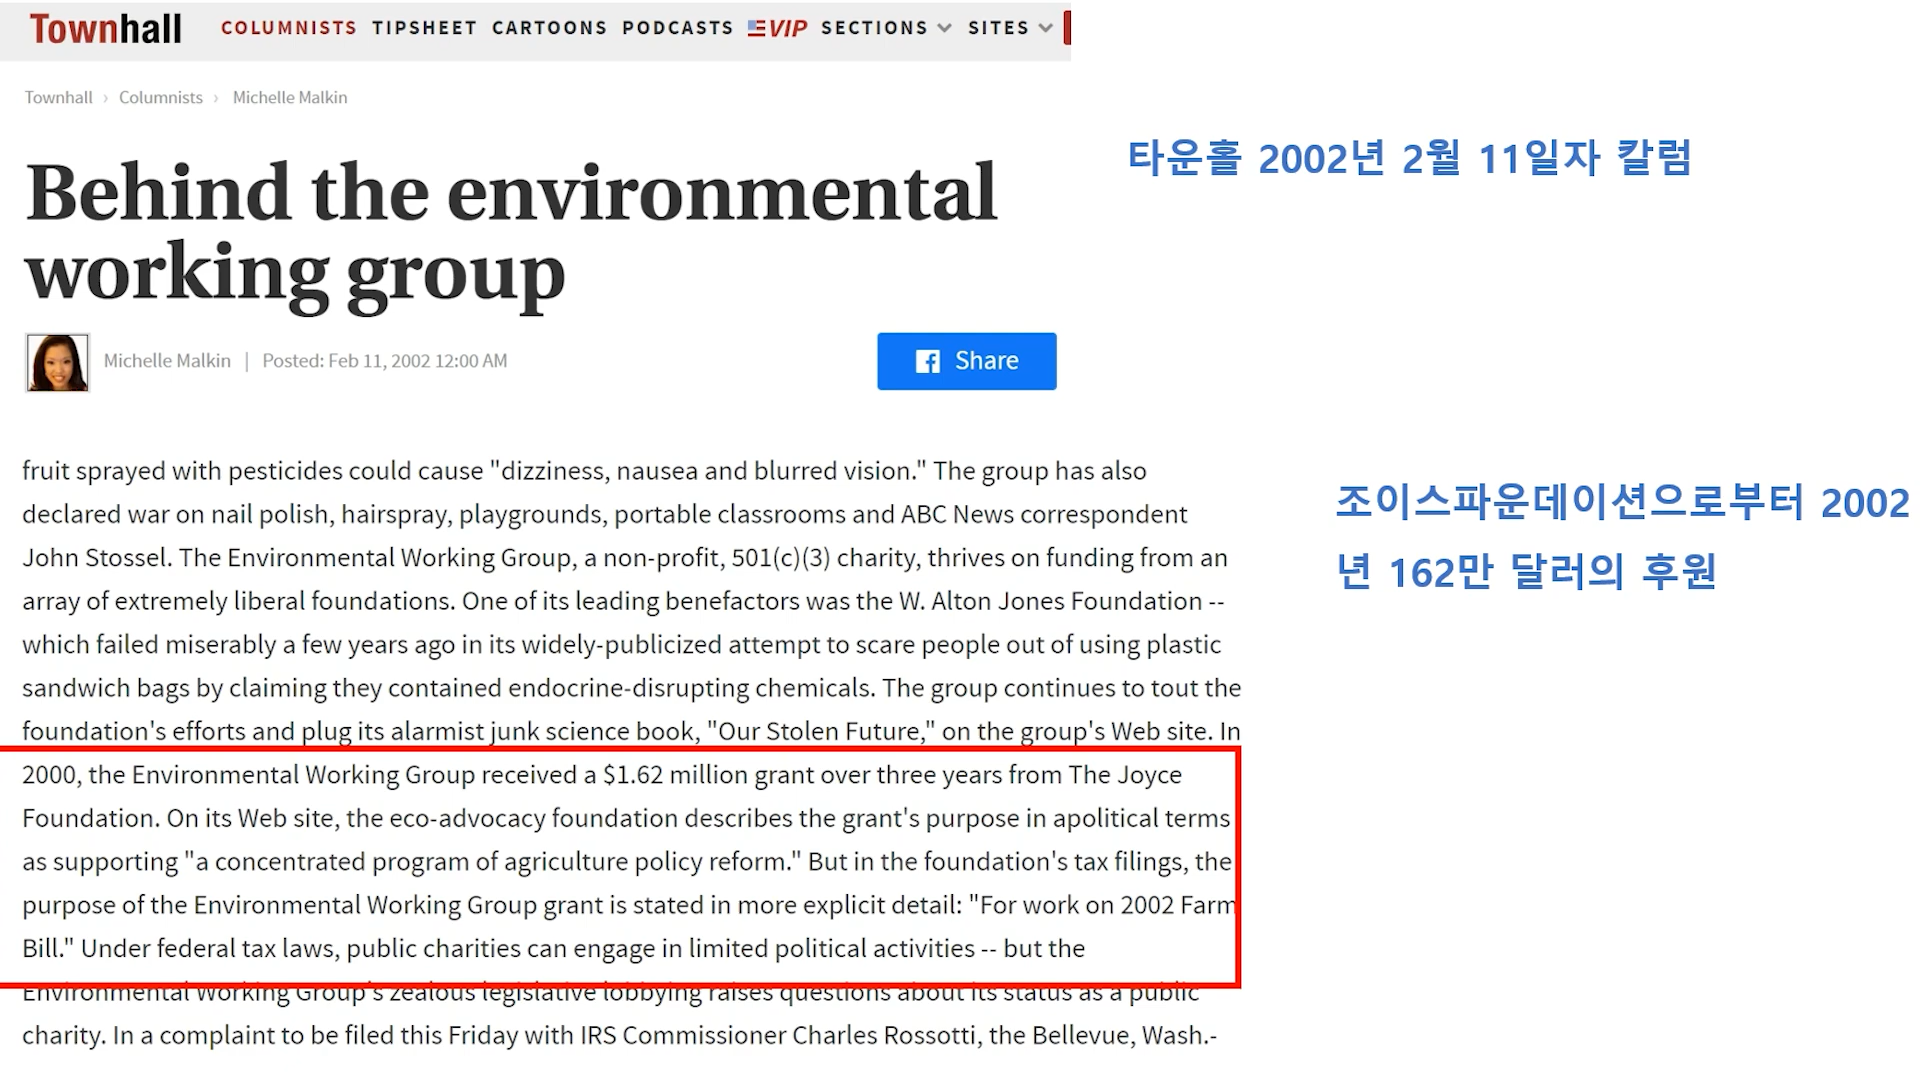 Townhall COLUMNISTS TIPSHEET CARTOONS PODCASTS VIP SECTIONS SITES
Townhall › Columnists › Michelle Malkin
Behind the environmental
working group
타운홀 2002년 2월 11일자 칼럼
Michelle Malkin | Posted: Feb 11, 2002 12:00 AM
Share
fruit sprayed with pesticides could cause "dizziness, nausea and blurred vision." The group has also
declared war on nail polish, hairspray, playgrounds, portable classrooms and ABC News correspondent
John Stossel. The Environmental Working Group, a non-profit, 501(c)(3) charity, thrives on funding from an
array of extremely liberal foundations. One of its leading benefactors was the W. Alton Jones Foundation --
which failed miserably a few years ago in its widely-publicized attempt to scare people out of using plastic
sandwich bags by claiming they contained endocrine-disrupting chemicals. The group continues to tout the
foundation's efforts and plug its alarmist junk science book, "Our Stolen Future," on the group's Web site. In
2000, the Environmental Working Group received a $1.62 million grant over three years from The Joyce
Foundation. On its Web site, the eco-advocacy foundation describes the grant's purpose in apolitical terms
as supporting "a concentrated program of agriculture policy reform." But in the foundation's tax filings, the
purpose of the Environmental Working Group grant is stated in more explicit detail: "For work on 2002 Farm
Bill." Under federal tax laws, public charities can engage in limited political activities -- but the
Environmental Working Group's zealous legislative lobbying raises questions about its status as a public
charity. In a complaint to be filed this Friday with IRS Commissioner Charles Rossotti, the Bellevue, Wash.-
조이스파운데이션으로부터 2002
년 162만 달러의 후원